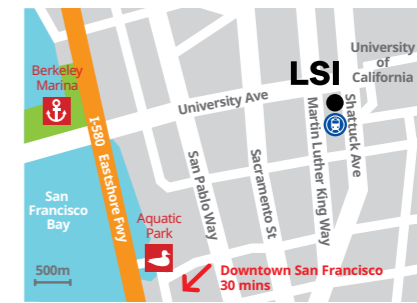 University
of
California
LSI
Berkeley
Marina
I-580 Eastshore Fwy
University Ave
Martin Luther King Way
Shattuck Ave
San Pablo Way
Sacramento St
San
Francisco
Bay
Aquatic
Park
500m
Downtown San Francisco
30 mins